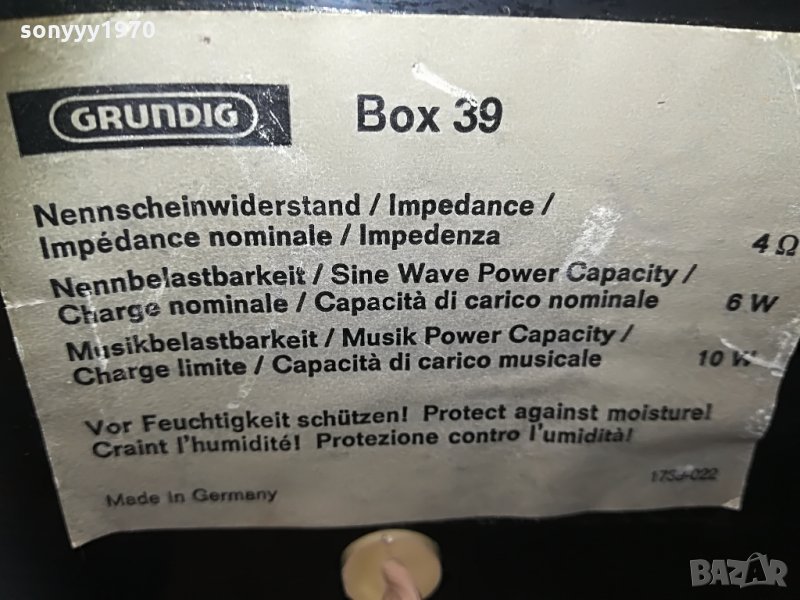 sonyyy1970
GRUNDIG Box 39
Nennscheinwiderstand / Impedance /
Impédance nominale / Impedenza 4 Ω
Nennbelastbarkeit / Sine Wave Power Capacity /
Charge nominale / Capacità di carico nominale 6 W
Musikbelastbarkeit / Musik Power Capacity /
Charge limite / Capacità di carico musicale 10 W
Vor Feuchtigkeit schützen! Protect against moisture!
Craint l'humidité! Protezione contro l'umidità!
Made in Germany
BAZAR